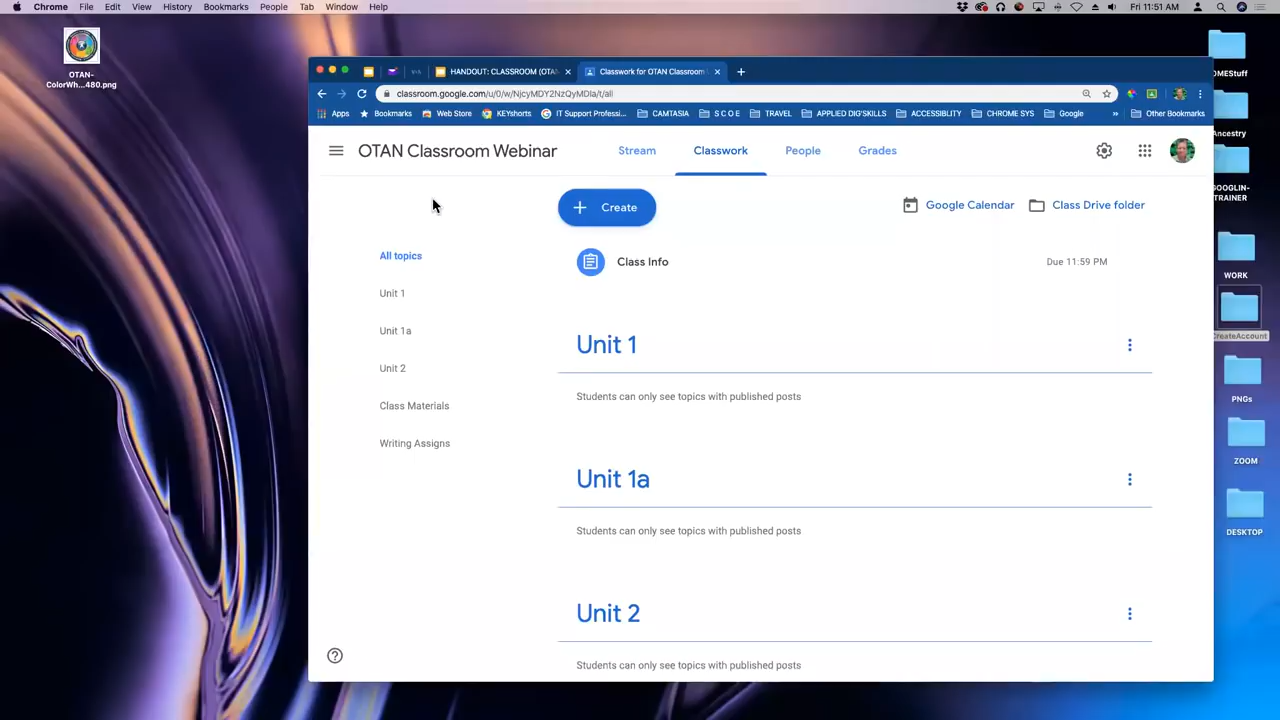 Chrome File Edit View History Bookmarks People Tab Window Help
Fri 11:51 AM
OTAN-
ColorWh...480.png
HANDOUT: CLASSROOM (OTAN
Classwork for OTAN Classroom
classroom.google.com/u/0/w/NjcyMDY2NzQyMDla/t/all
Apps Bookmarks Web Store KEYshorts IT Support Professi... CAMTASIA S C O E TRAVEL APPLIED DIG'SKILLS ACCESSIBLITY CHROME SYS Google » Other Bookmarks
OTAN Classroom Webinar
Stream Classwork People Grades
+ Create
Google Calendar
Class Drive folder
All topics
Unit 1
Unit 1a
Unit 2
Class Materials
Writing Assigns
Class Info
Due 11:59 PM
Unit 1
Students can only see topics with published posts
Unit 1a
Students can only see topics with published posts
Unit 2
Students can only see topics with published posts
OMEStuff
Ancestry
GOOGLIN-
TRAINER
WORK
CreateAccount
PNGs
ZOOM
DESKTOP